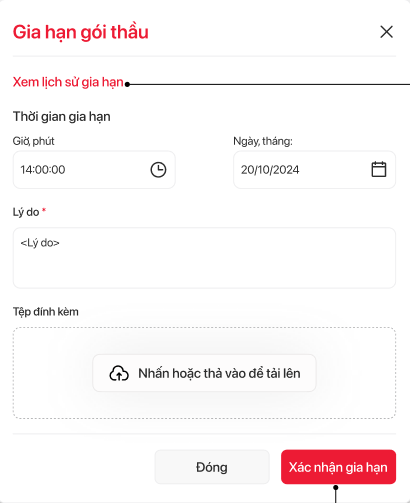 Gia hạn gói thầu
Xem lịch sử gia hạn
Thời gian gia hạn
Giờ, phút
Ngày, tháng:
14:00:00
20/10/2024
Lý do *
<Lý do>
Tệp đính kèm
Nhấn hoặc thả vào để tải lên
Đóng
Xác nhận gia hạn